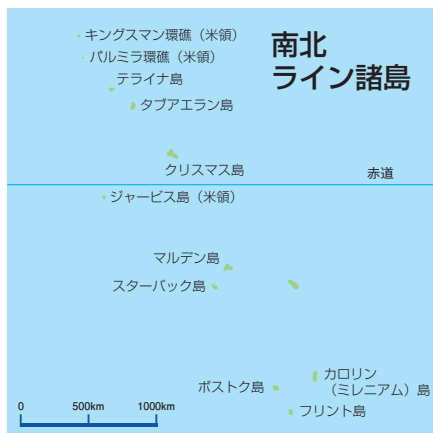 キングスマン環礁（米領）
パルミラ環礁（米領）
テライナ島
タブアエラン島
南北
ライン諸島
クリスマス島
赤道
ジャービス島（米領）
マルデン島
スターバック島
カロリン
（ミレニアム）島
ボストク島
フリント島
0 500km 1000km